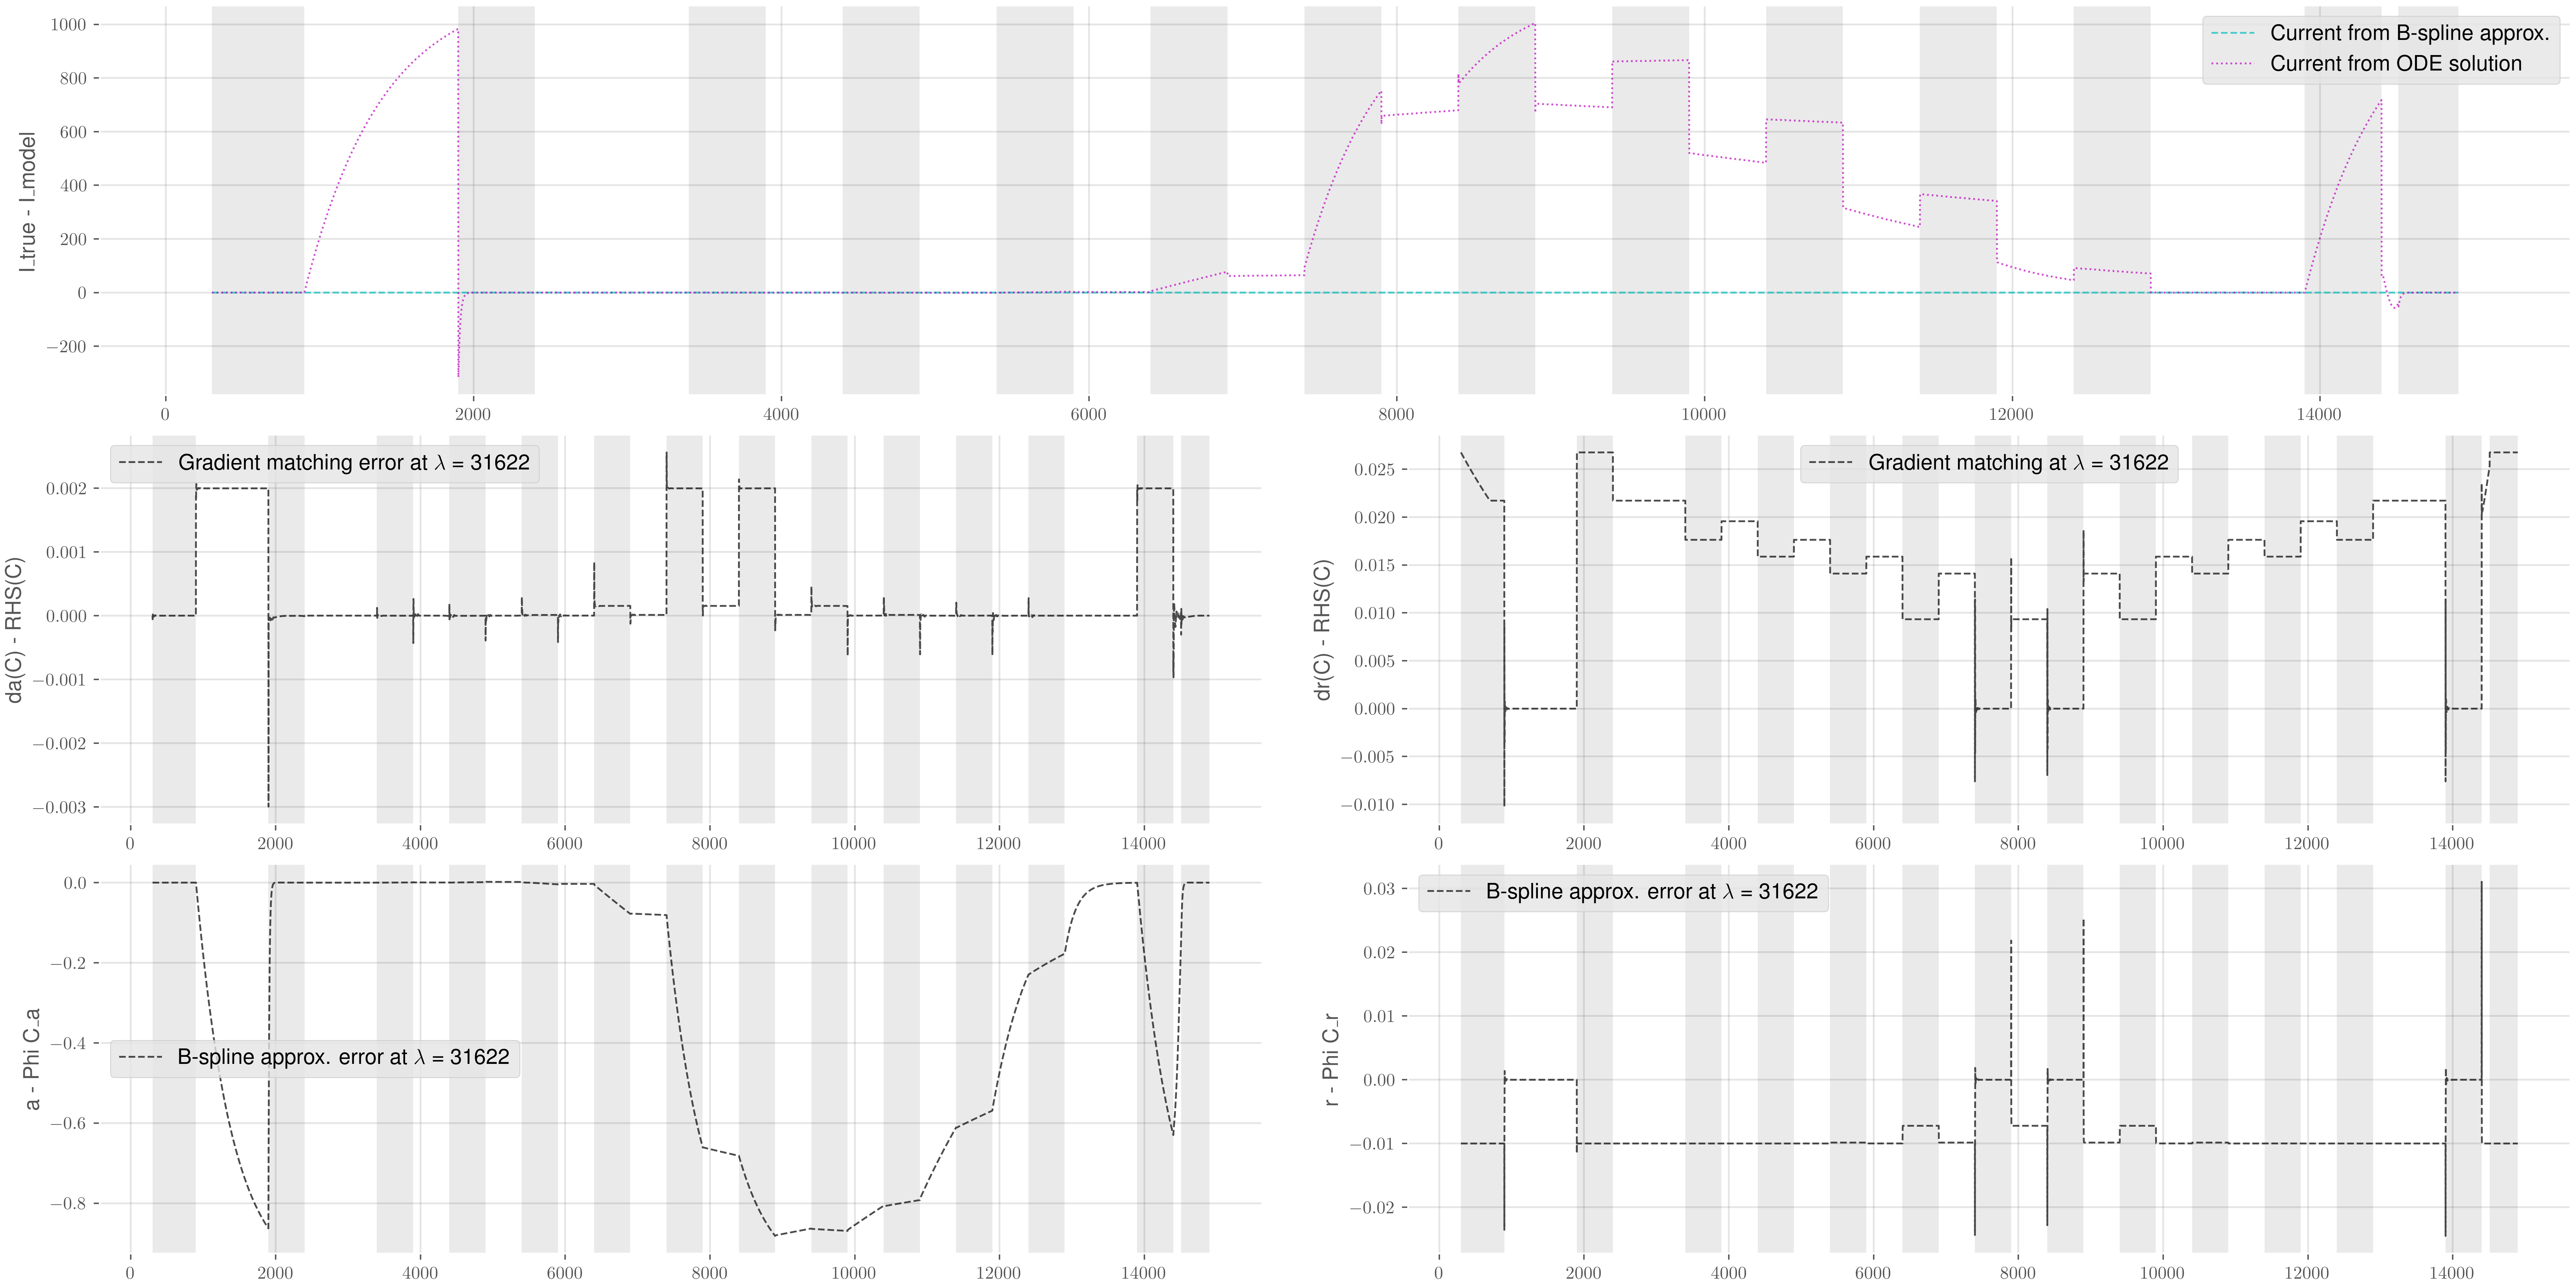 1000
800
600
400
200
0
−200
I_true - I_model
Current from B-spline approx.
Current from ODE solution
0 2000 4000 6000 8000 10000 12000 14000
0.002
0.001
0.000
−0.001
−0.002
−0.003
da(C) - RHS(C)
Gradient matching error at λ = 31622
0 2000 4000 6000 8000 10000 12000 14000
0.025
0.020
0.015
0.010
0.005
0.000
−0.005
−0.010
dr(C) - RHS(C)
Gradient matching at λ = 31622
0 2000 4000 6000 8000 10000 12000 14000
0.0
−0.2
−0.4
−0.6
−0.8
a - Phi C_a
B-spline approx. error at λ = 31622
0 2000 4000 6000 8000 10000 12000 14000
0.03
0.02
0.01
0.00
−0.01
−0.02
r - Phi C_r
B-spline approx. error at λ = 31622
0 2000 4000 6000 8000 10000 12000 14000